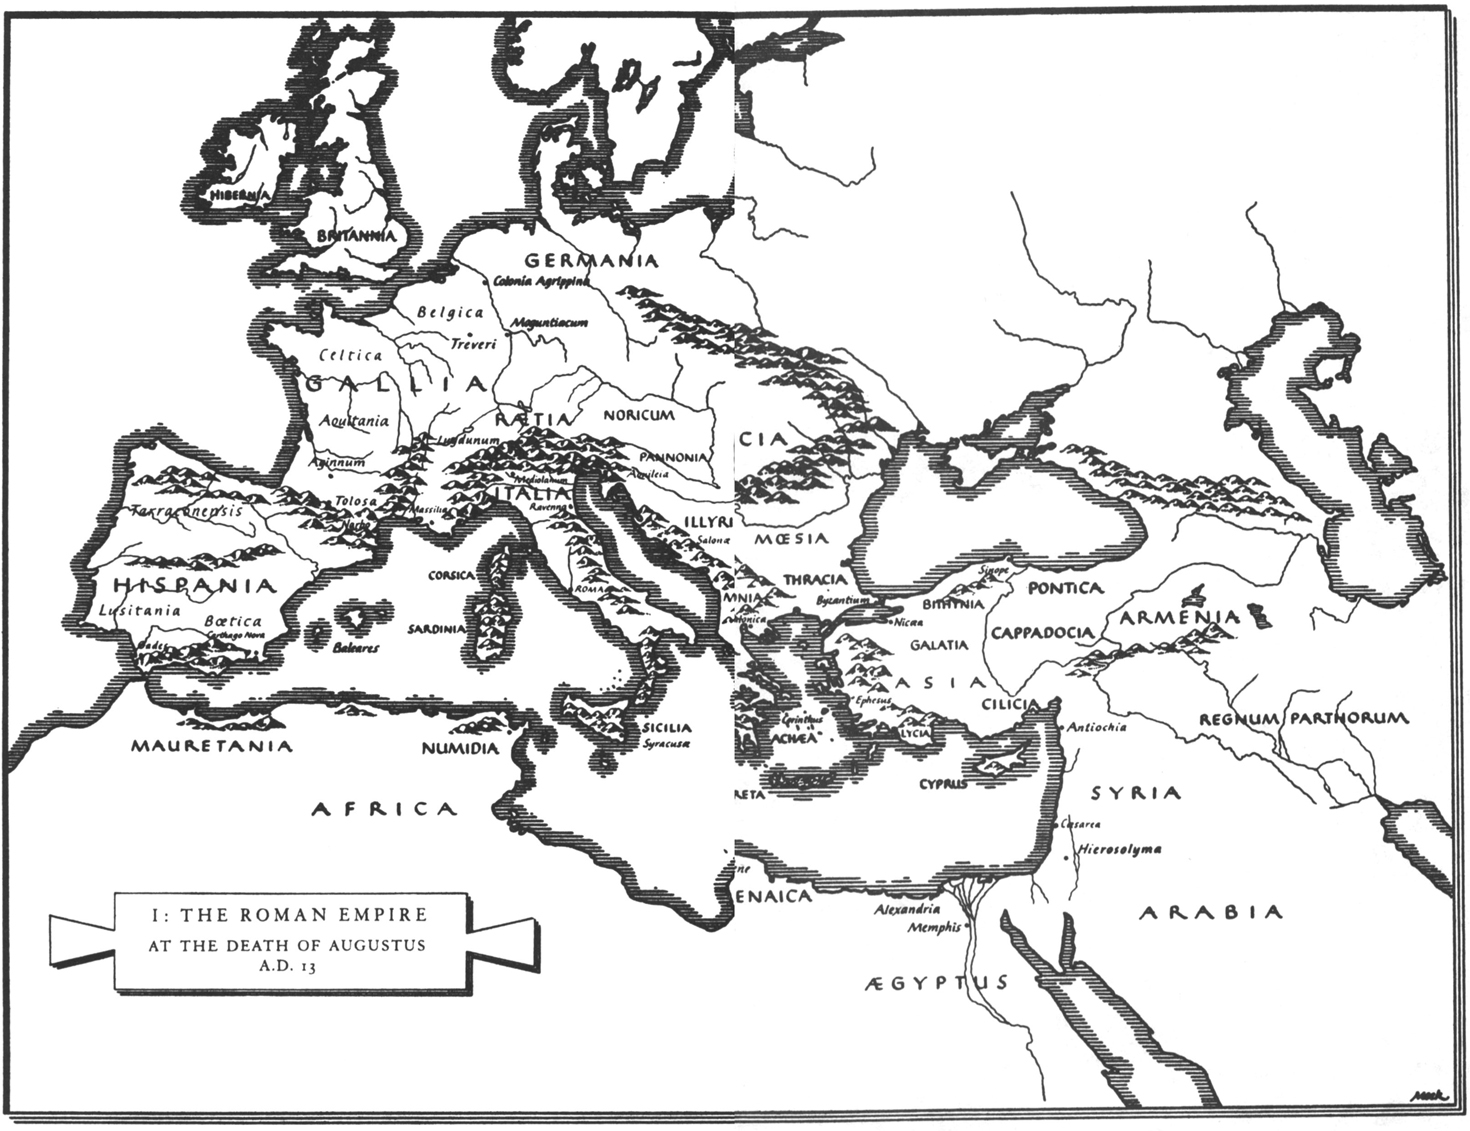 HIBERNIA
BRITANNIA
GERMANIA
Colonia Agrippina
Belgica
Moguntiacum
Treveri
Celtica
GALLIA
Aquitania
RÆTIA
NORICUM
CIA
Lugdunum
PANNONIA
Aginnum
Mediolanum
Aquileia
ITALIA
Tolosa
Ravenna
Massilia
Tarraconensis
Narbo
ILLYRI
Salonæ
MŒSIA
CORSICA
HISPANIA
ROMA
MNIA
THRACIA
Sinope
PONTICA
Byzantium
BITHYNIA
Lusitania
Bœtica
SARDINIA
Nicæa
CAPPADOCIA
ARMENIA
Carthago Nova
Gades
Baleares
GALATIA
ASIA
Ephesus
CILICIA
Corinthus
REGNUM PARTHORUM
MAURETANIA
NUMIDIA
SICILIA
Syracusæ
ACHÆA
LYCIA
Antiochia
CYPRUS
RETA
SYRIA
AFRICA
Cæsarea
Hierosolyma
ENAICA
Alexandria
Memphis
ARABIA
ÆGYPTUS
I: THE ROMAN EMPIRE
AT THE DEATH OF AUGUSTUS
A.D. 13